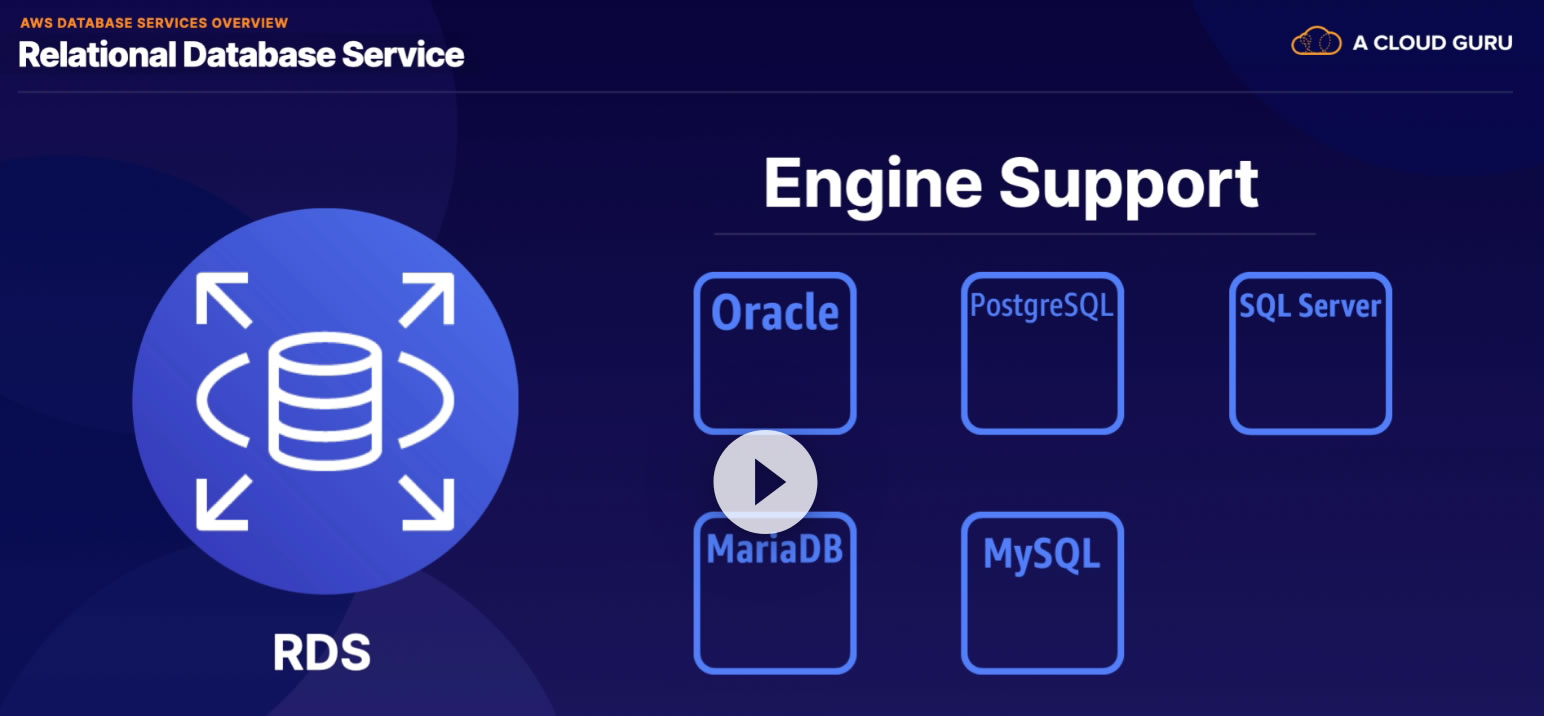 AWS DATABASE SERVICES OVERVIEW
Relational Database Service
A CLOUD GURU
Engine Support
Oracle
PostgreSQL
SQL Server
MariaDB
MySQL
RDS